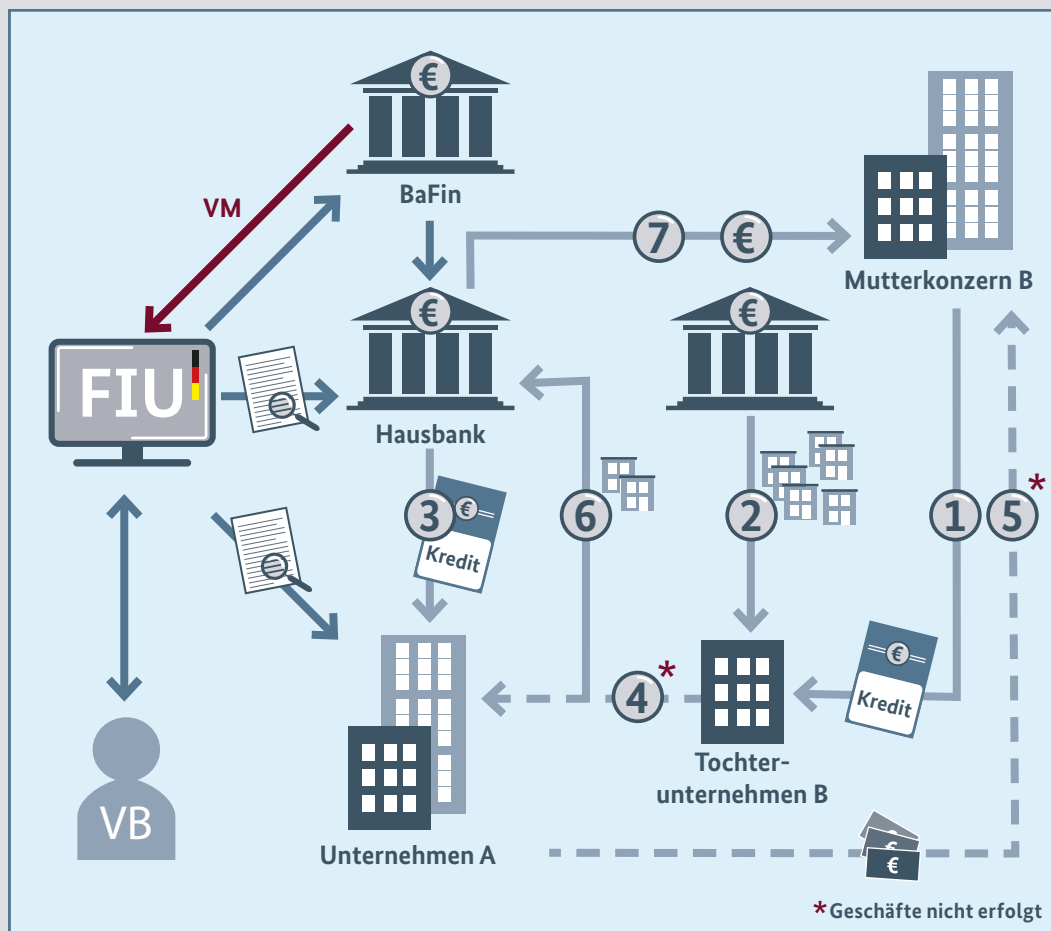 €
BaFin
VM
7
€
Mutterkonzern B
€
€
FIU
Hausbank
3
€
Kredit
6
2
1
5
*
€
Kredit
4
*
Tochter-
unternehmen B
VB
Unternehmen A
€
€
€
* Geschäfte nicht erfolgt